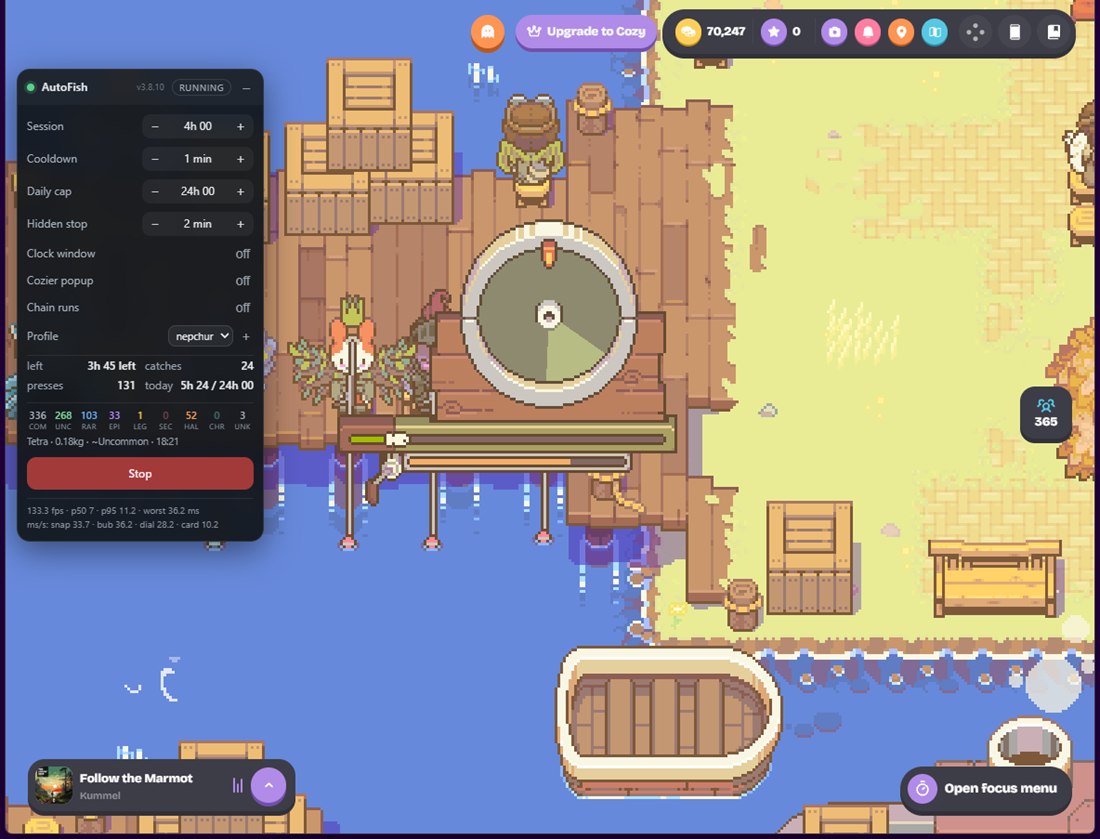 Upgrade to Cozy
70,247
0
AutoFish v3.8.10 RUNNING –
Session – 4h 00 +
Cooldown – 1 min +
Daily cap – 24h 00 +
Hidden stop – 2 min +
Clock window off
Cozier popup off
Chain runs off
Profile nepchur +
left 3h 45 left catches 24
presses 131 today 5h 24 / 24h 00
336 268 103 33 1 0 52 0 3
COM UNC RAR EPI LEG SEC HAL CHR UNK
Tetra · 0.18kg · ~Uncommon · 18:21
Stop
133.3 fps · p50 7 · p95 11.2 · worst 36.2 ms
ms/s: snap 33.7 · bub 36.2 · dial 28.2 · card 10.2
365
Follow the Marmot
Kummel
Open focus menu